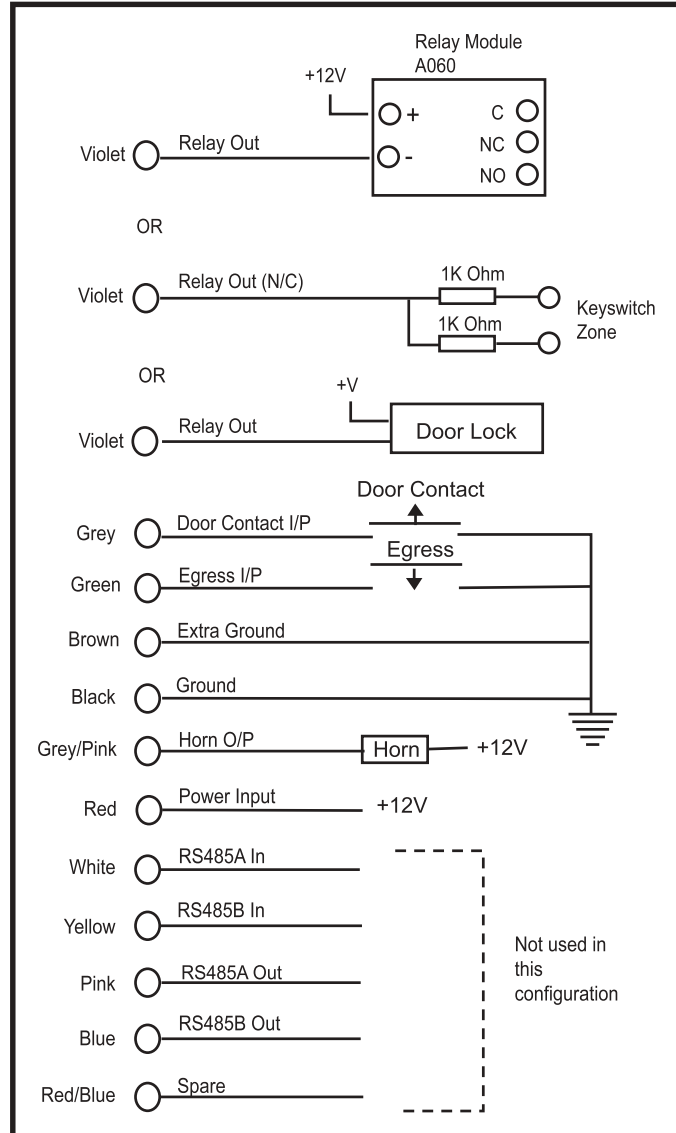 Relay Module
A060
+12V
+
C
NC
-
NO
Violet
Relay Out
OR
Violet
Relay Out (N/C)
1K Ohm
1K Ohm
Keyswitch
Zone
OR
+V
Violet
Relay Out
Door Lock
Door Contact
Grey
Door Contact I/P
Egress
Green
Egress I/P
Brown
Extra Ground
Black
Ground
Grey/Pink
Horn O/P
Horn
+12V
Red
Power Input
+12V
White
RS485A In
Yellow
RS485B In
Not used in
this
configuration
Pink
RS485A Out
Blue
RS485B Out
Red/Blue
Spare